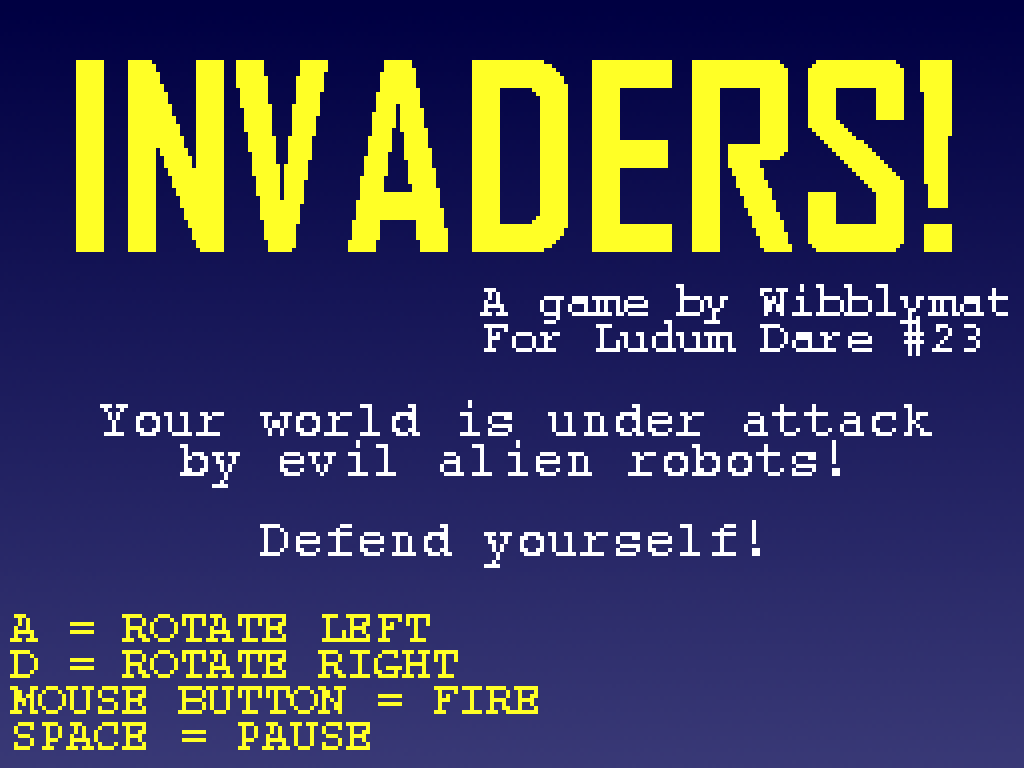 INVADERS!
A game by Wibblymat
For Ludum Dare #23
Your world is under attack
by evil alien robots!
Defend yourself!
A = ROTATE LEFT
D = ROTATE RIGHT
MOUSE BUTTON = FIRE
SPACE = PAUSE